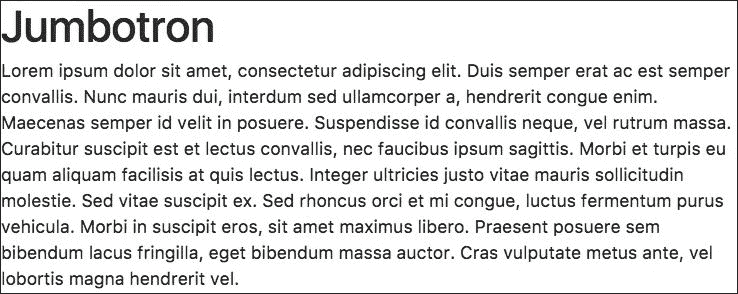 Jumbotron
Lorem ipsum dolor sit amet, consectetur adipiscing elit. Duis semper erat ac est semper
convallis. Nunc mauris dui, interdum sed ullamcorper a, hendrerit congue enim.
Maecenas semper id velit in posuere. Suspendisse id convallis neque, vel rutrum massa.
Curabitur suscipit est et lectus convallis, nec faucibus ipsum sagittis. Morbi et turpis eu
quam aliquam facilisis at quis lectus. Integer ultricies justo vitae mauris sollicitudin
molestie. Sed vitae suscipit ex. Sed rhoncus orci et mi congue, luctus fermentum purus
vehicula. Morbi in suscipit eros, sit amet maximus libero. Praesent posuere sem
bibendum lacus fringilla, eget bibendum massa auctor. Cras vulputate metus ante, vel
lobortis magna hendrerit vel.